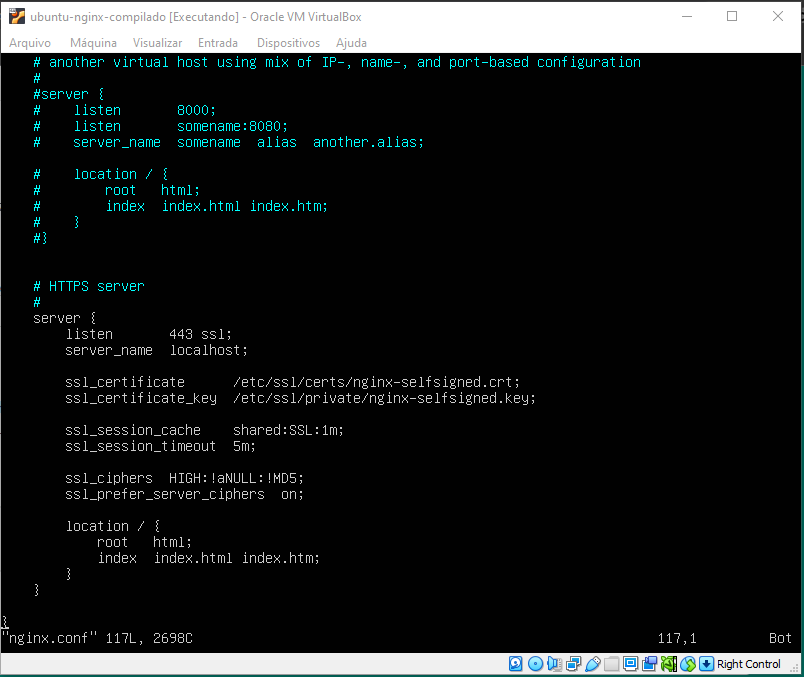 ubuntu-nginx-compilado [Executando] - Oracle VM VirtualBox
Arquivo Máquina Visualizar Entrada Dispositivos Ajuda
# another virtual host using mix of IP-, name-, and port-based configuration
#
#server {
#    listen       8000;
#    listen       somename:8080;
#    server_name  somename  alias  another.alias;
#    location / {
#        root   html;
#        index  index.html index.htm;
#    }
#}
# HTTPS server
#
server {
    listen       443 ssl;
    server_name  localhost;
    ssl_certificate      /etc/ssl/certs/nginx-selfsigned.crt;
    ssl_certificate_key  /etc/ssl/private/nginx-selfsigned.key;
    ssl_session_cache    shared:SSL:1m;
    ssl_session_timeout  5m;
    ssl_ciphers  HIGH:!aNULL:!MD5;
    ssl_prefer_server_ciphers  on;
    location / {
        root   html;
        index  index.html index.htm;
    }
}
}
"nginx.conf" 117L, 2698C 117,1 Bot
Right Control